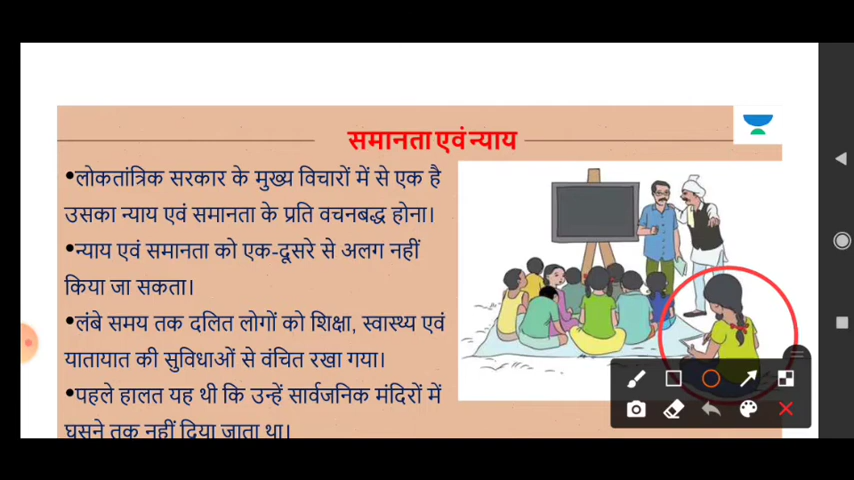 समानता एवं न्याय
•लोकतांत्रिक सरकार के मुख्य विचारों में से एक है
उसका न्याय एवं समानता के प्रति वचनबद्ध होना।
•न्याय एवं समानता को एक-दूसरे से अलग नहीं
किया जा सकता।
•लंबे समय तक दलित लोगों को शिक्षा, स्वास्थ्य एवं
यातायात की सुविधाओं से वंचित रखा गया।
•पहले हालत यह थी कि उन्हें सार्वजनिक मंदिरों में
घुसने तक नहीं दिया जाता था।